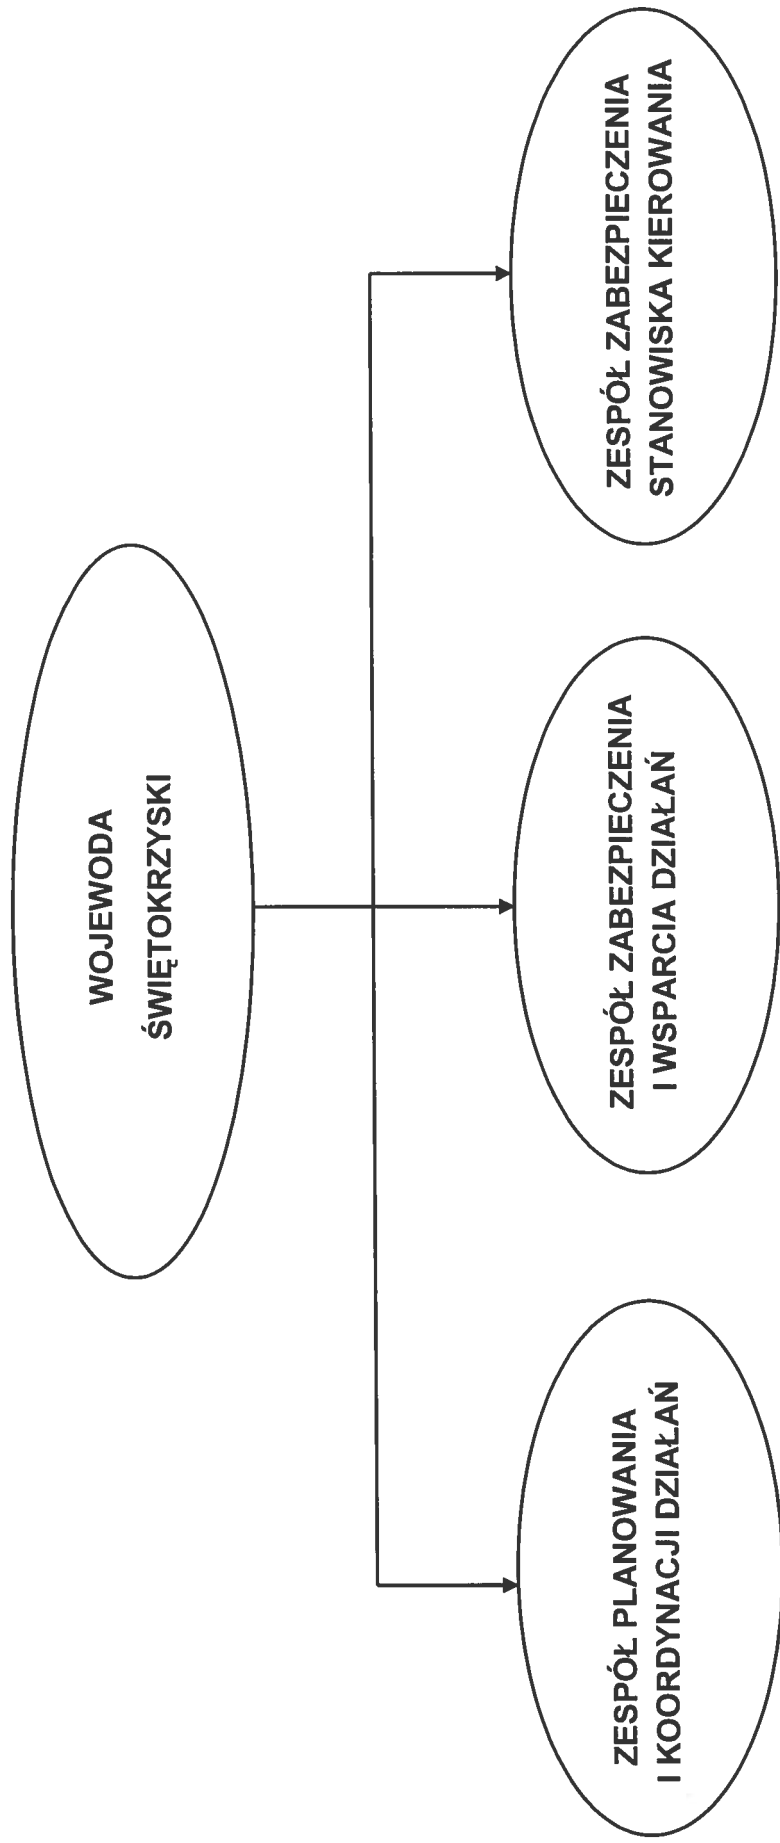 WOJEWODA
ŚWIĘTOKRZYSKI
ZESPÓŁ PLANOWANIA
I KOORDYNACJI DZIAŁAŃ
ZESPÓŁ ZABEZPIECZENIA
I WSPARCIA DZIAŁAŃ
ZESPÓŁ ZABEZPIECZENIA
STANOWISKA KIEROWANIA